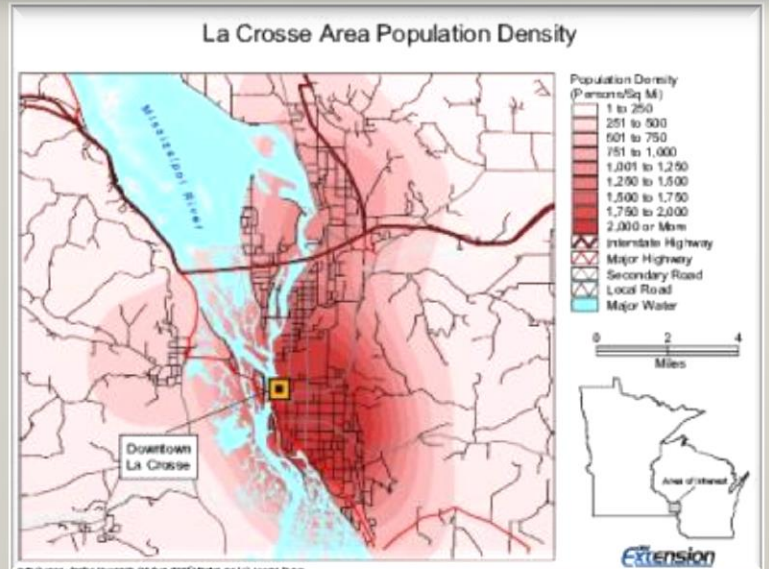 La Crosse Area Population Density
Mississippi River
Downtown
La Crosse
Population Density
(Persons/Sq Mi)
1 to 250
251 to 500
501 to 750
751 to 1,000
1,001 to 1,250
1,250 to 1,500
1,500 to 1,750
1,750 to 2,000
2,000 or More
Interstate Highway
Major Highway
Secondary Road
Local Road
Major Water
0 2 4
Miles
Area of Interest
Extension